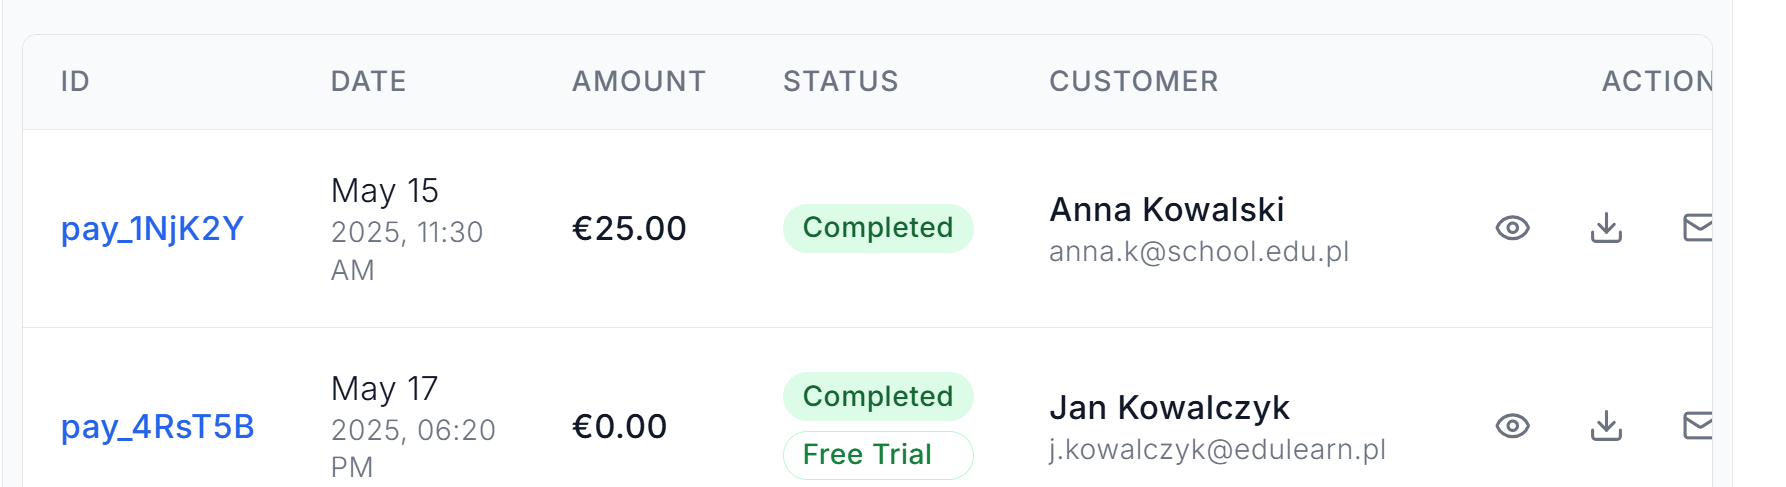 ID DATE AMOUNT STATUS CUSTOMER ACTION
May 15
pay_1NjK2Y 2025, 11:30 AM €25.00 Completed Anna Kowalski
anna.k@school.edu.pl
May 17
pay_4RsT5B 2025, 06:20 PM €0.00 Completed Jan Kowalczyk
Free Trial j.kowalczyk@edulearn.pl